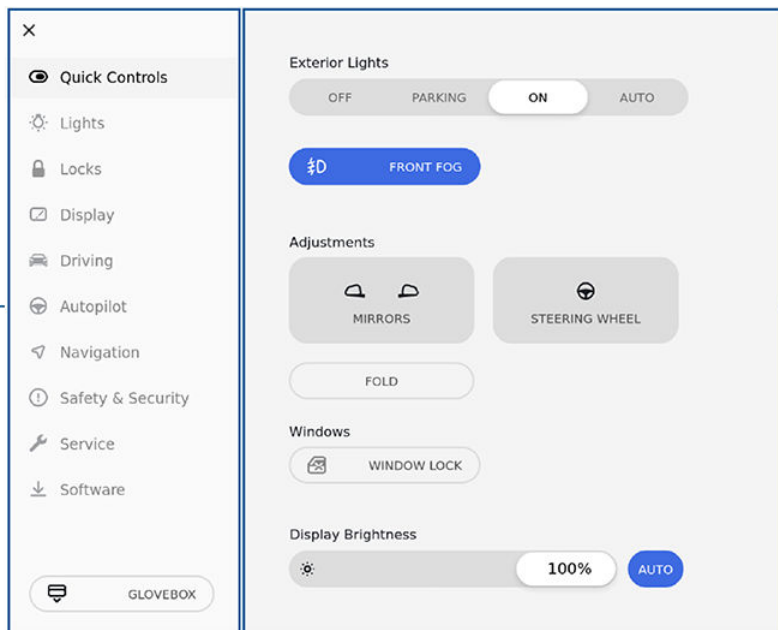 Quick Controls
Lights
Locks
Display
Driving
Autopilot
Navigation
Safety & Security
Service
Software
GLOVEBOX
Exterior Lights
OFF PARKING ON AUTO
FRONT FOG
Adjustments
MIRRORS STEERING WHEEL
FOLD
Windows
WINDOW LOCK
Display Brightness
100% AUTO